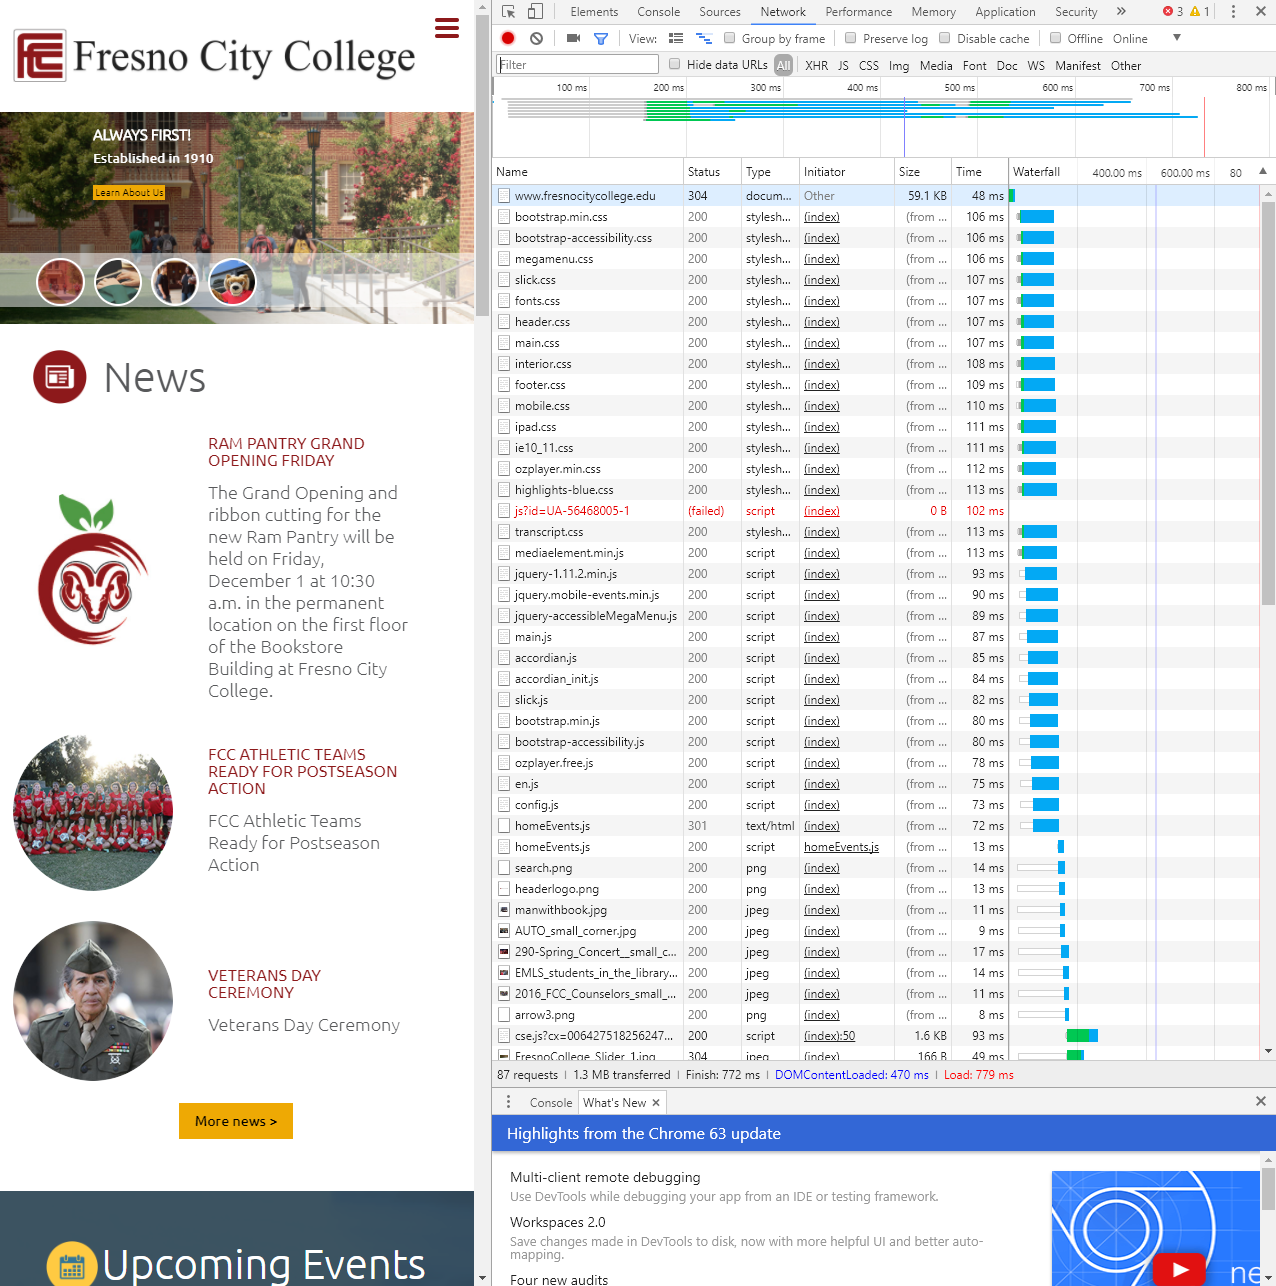 Fresno City College
ALWAYS FIRST!
Established in 1910
Learn About Us
News
RAM PANTRY GRAND
OPENING FRIDAY
The Grand Opening and
ribbon cutting for the
new Ram Pantry will be
held on Friday,
December 1 at 10:30
a.m. in the permanent
location on the first floor
of the Bookstore
Building at Fresno City
College.
FCC ATHLETIC TEAMS
READY FOR POSTSEASON
ACTION
FCC Athletic Teams
Ready for Postseason
Action
VETERANS DAY
CEREMONY
Veterans Day Ceremony
More news >
Upcoming Events
Elements Console Sources Network Performance Memory Application Security » 3 1
View: Group by frame Preserve log Disable cache Offline Online
Filter Hide data URLs All XHR JS CSS Img Media Font Doc WS Manifest Other
100 ms 200 ms 300 ms 400 ms 500 ms 600 ms 700 ms 800 ms
Name Status Type Initiator Size Time Waterfall 400.00 ms 600.00 ms 80
www.fresnocitycollege.edu 304 docum... Other 59.1 KB 48 ms
bootstrap.min.css 200 stylesh... (index) (from ... 106 ms
bootstrap-accessibility.css 200 stylesh... (index) (from ... 106 ms
megamenu.css 200 stylesh... (index) (from ... 106 ms
slick.css 200 stylesh... (index) (from ... 107 ms
fonts.css 200 stylesh... (index) (from ... 107 ms
header.css 200 stylesh... (index) (from ... 107 ms
main.css 200 stylesh... (index) (from ... 107 ms
interior.css 200 stylesh... (index) (from ... 108 ms
footer.css 200 stylesh... (index) (from ... 109 ms
mobile.css 200 stylesh... (index) (from ... 110 ms
ipad.css 200 stylesh... (index) (from ... 111 ms
ie10_11.css 200 stylesh... (index) (from ... 111 ms
ozplayer.min.css 200 stylesh... (index) (from ... 112 ms
highlights-blue.css 200 stylesh... (index) (from ... 113 ms
js?id=UA-56468005-1 (failed) script (index) 0 B 102 ms
transcript.css 200 stylesh... (index) (from ... 113 ms
mediaelement.min.js 200 script (index) (from ... 113 ms
jquery-1.11.2.min.js 200 script (index) (from ... 93 ms
jquery.mobile-events.min.js 200 script (index) (from ... 90 ms
jquery-accessibleMegaMenu.js 200 script (index) (from ... 89 ms
main.js 200 script (index) (from ... 87 ms
accordian.js 200 script (index) (from ... 85 ms
accordian_init.js 200 script (index) (from ... 84 ms
slick.js 200 script (index) (from ... 82 ms
bootstrap.min.js 200 script (index) (from ... 80 ms
bootstrap-accessibility.js 200 script (index) (from ... 80 ms
ozplayer.free.js 200 script (index) (from ... 78 ms
en.js 200 script (index) (from ... 75 ms
config.js 200 script (index) (from ... 73 ms
homeEvents.js 301 text/html (index) (from ... 72 ms
homeEvents.js 200 script homeEvents.js (from ... 13 ms
search.png 200 png (index) (from ... 14 ms
headerlogo.png 200 png (index) (from ... 13 ms
manwithbook.jpg 200 jpeg (index) (from ... 11 ms
AUTO_small_corner.jpg 200 jpeg (index) (from ... 9 ms
290-Spring_Concert__small_c... 200 jpeg (index) (from ... 17 ms
EMLS_students_in_the_library... 200 jpeg (index) (from ... 14 ms
2016_FCC_Counselors_small_... 200 jpeg (index) (from ... 11 ms
arrow3.png 200 png (index) (from ... 8 ms
cse.js?cx=006427518256247... 200 script (index):50 1.6 KB 93 ms
FresnoCollege_Slider_1.jpg 304 jpeg (index) 166 B 49 ms
87 requests | 1.3 MB transferred | Finish: 772 ms | DOMContentLoaded: 470 ms | Load: 779 ms
Console What's New ×
Highlights from the Chrome 63 update
Multi-client remote debugging
Use DevTools while debugging your app from an IDE or testing framework.
Workspaces 2.0
Save changes made in DevTools to disk, now with more helpful UI and better auto-
mapping.
Four new audits
ne